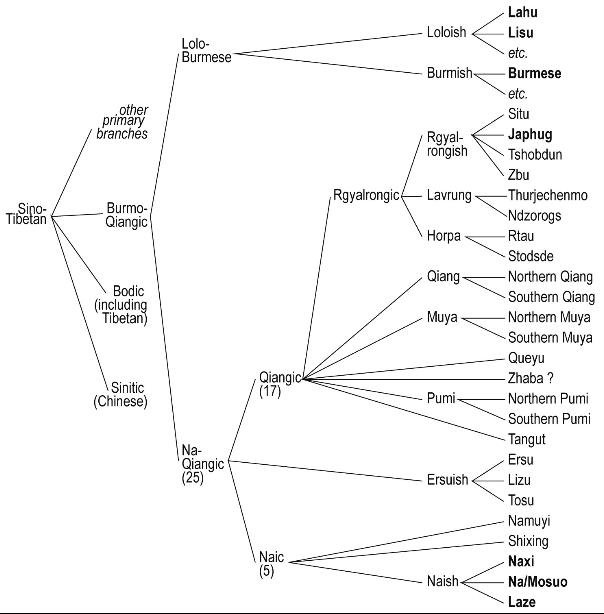 Lahu
Lolo-
Burmese
Loloish
Lisu
etc.
Burmish
Burmese
etc.
other
primary
branches
Situ
Rgyal-
rongish
Japhug
Tshobdun
Zbu
Sino-
Tibetan
Burmo-
Qiangic
Rgyalrongic
Lavrung
Thurjechenmo
Ndzorogs
Horpa
Rtau
Stodsde
Bodic
(including
Tibetan)
Qiang
Northern Qiang
Southern Qiang
Muya
Northern Muya
Southern Muya
Queyu
Sinitic
(Chinese)
Qiangic
(17)
Zhaba ?
Pumi
Northern Pumi
Southern Pumi
Tangut
Na-
Qiangic
(25)
Ersu
Ersuish
Lizu
Tosu
Namuyi
Shixing
Naic
(5)
Naxi
Naish
Na/Mosuo
Laze